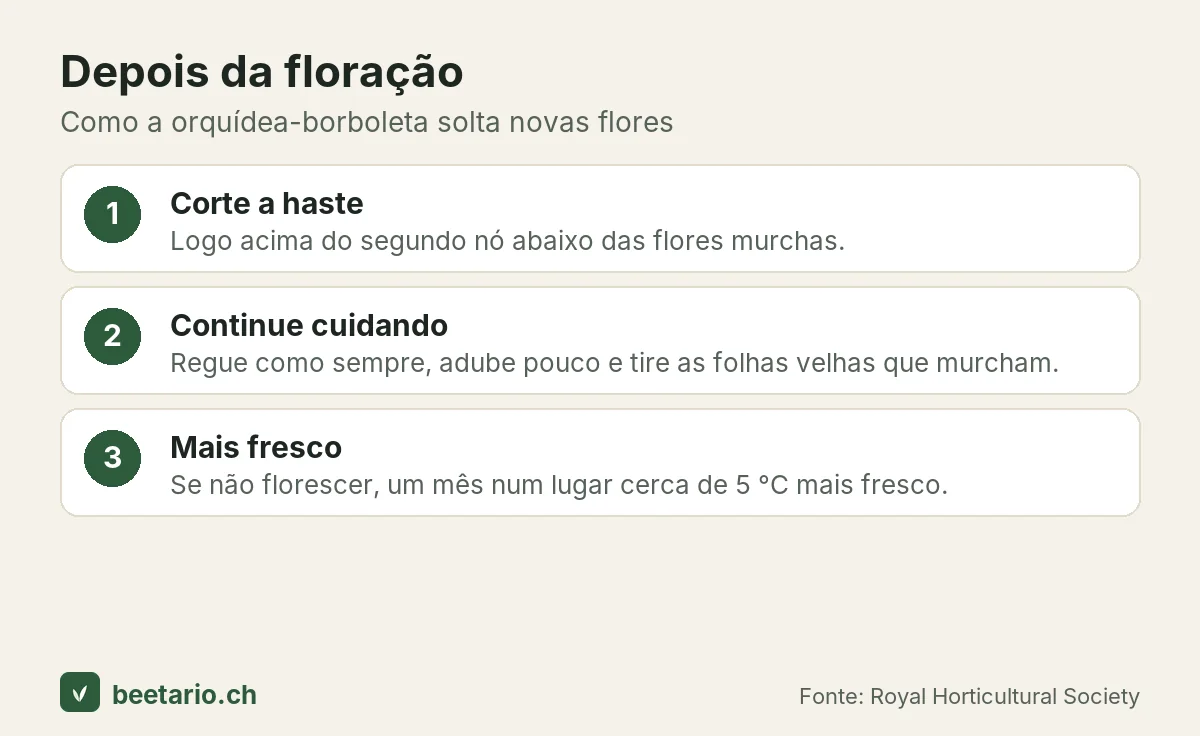 Depois da floração
Como a orquídea-borboleta solta novas flores
1
Corte a haste
Logo acima do segundo nó abaixo das flores murchas.
2
Continue cuidando
Regue como sempre, adube pouco e tire as folhas velhas que murcham.
3
Mais fresco
Se não florescer, um mês num lugar cerca de 5 °C mais fresco.
beetario.ch
Fonte: Royal Horticultural Society